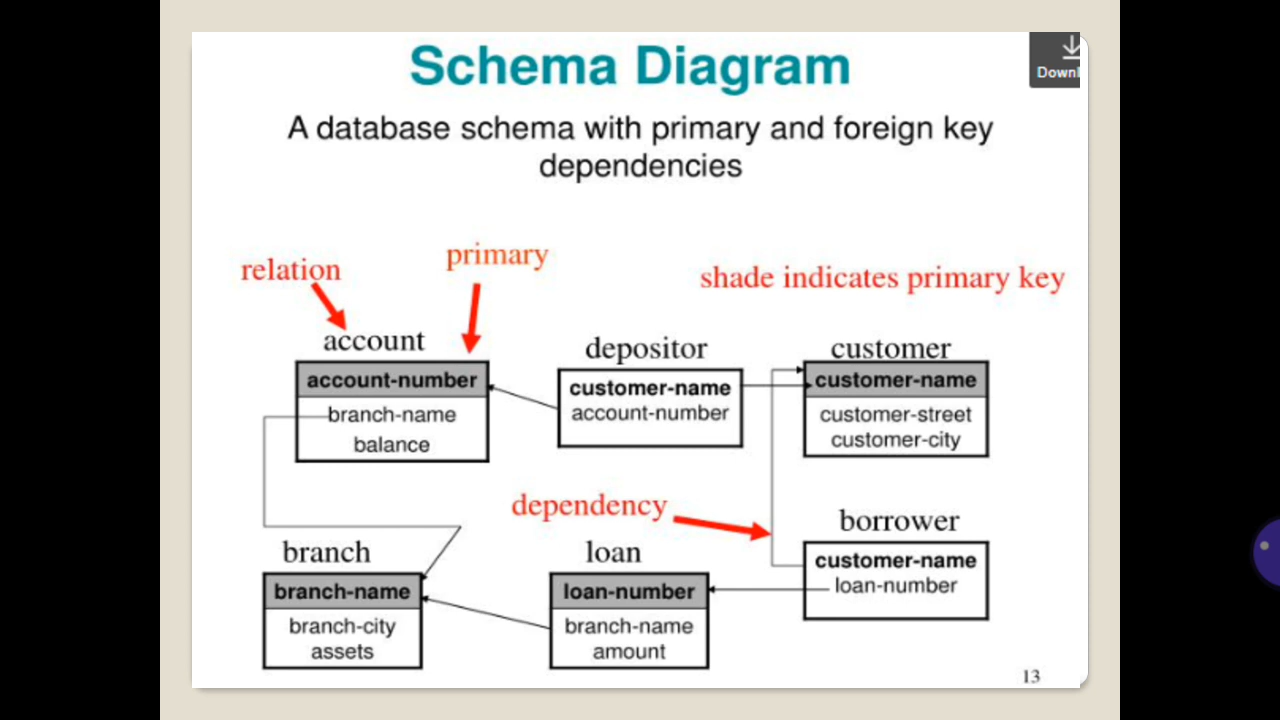 Schema Diagram
Downl
A database schema with primary and foreign key
dependencies
relation
primary
shade indicates primary key
account
account-number
branch-name
balance
depositor
customer-name
account-number
customer
customer-name
customer-street
customer-city
dependency
branch
branch-name
branch-city
assets
loan
loan-number
branch-name
amount
borrower
customer-name
loan-number
13